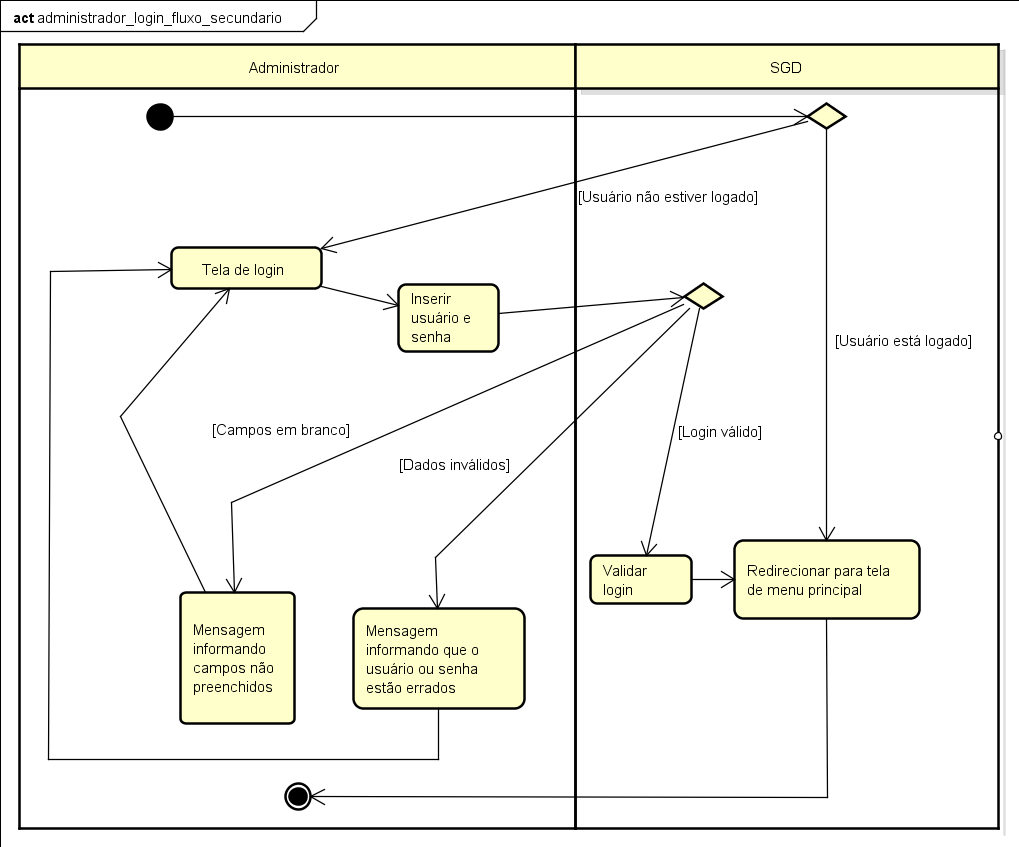 act administrador_login_fluxo_secundario
Administrador
SGD
[Usuário não estiver logado]
Tela de login
Inserir
usuário e
senha
[Usuário está logado]
[Campos em branco]
[Login válido]
[Dados inválidos]
Validar
login
Redirecionar para tela
de menu principal
Mensagem
informando
campos não
preenchidos
Mensagem
informando que o
usuário ou senha
estão errados